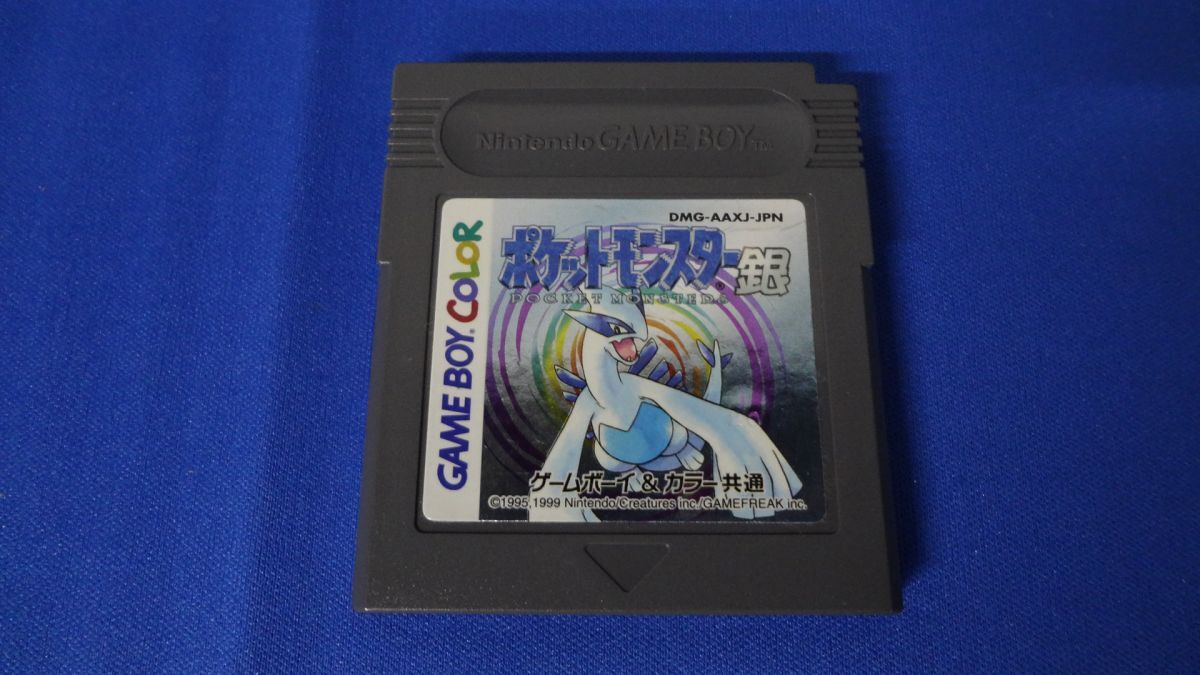 Nintendo GAME BOY™
DMG-AAXJ-JPN
ポケットモンスター®銀
POCKET MONSTERS
GAME BOY® COLOR
ゲームボーイ & カラー共通
©1995,1999 Nintendo/Creatures inc./GAMEFREAK inc.